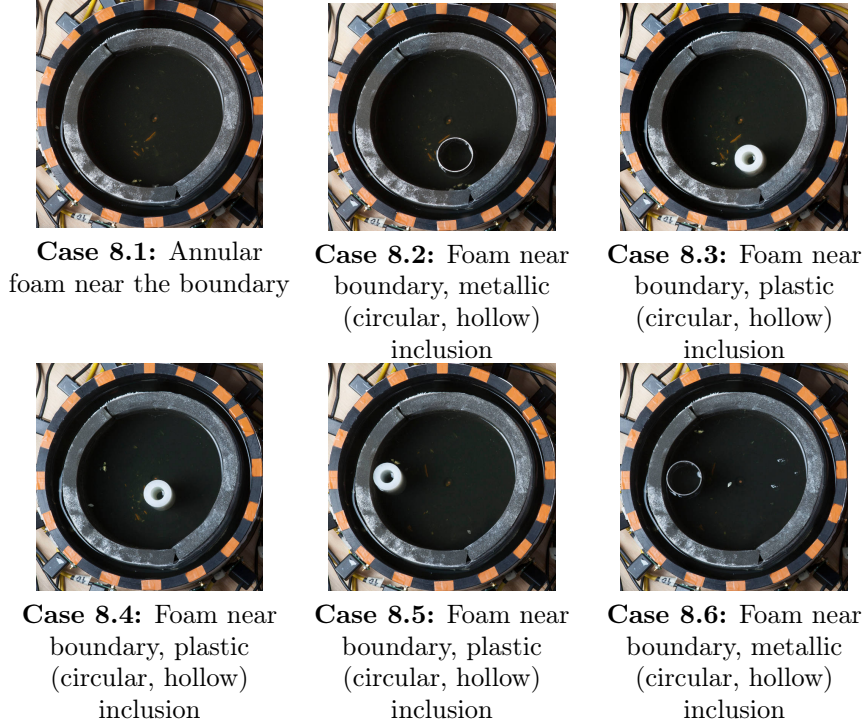 Case 8.1: Annular
foam near the boundary
Case 8.2: Foam near
boundary, metallic
(circular, hollow)
inclusion
Case 8.3: Foam near
boundary, plastic
(circular, hollow)
inclusion
Case 8.4: Foam near
boundary, plastic
(circular, hollow)
inclusion
Case 8.5: Foam near
boundary, plastic
(circular, hollow)
inclusion
Case 8.6: Foam near
boundary, metallic
(circular, hollow)
inclusion